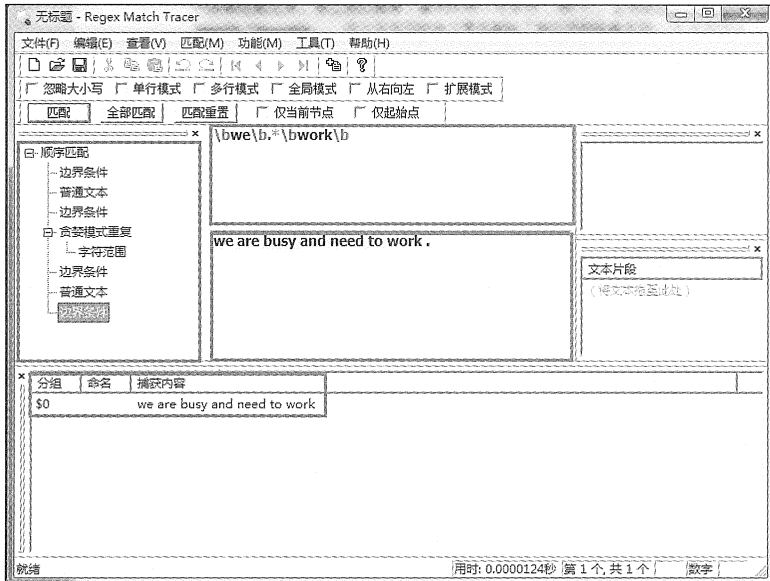 无标题 - Regex Match Tracer
文件(F) 编辑(E) 查看(V) 匹配(M) 功能(M) 工具(T) 帮助(H)
忽略大小写 单行模式 多行模式 全局模式 从右向左 扩展模式
匹配 全部匹配 匹配重置 仅当前节点 仅起始点
\bwe\b.*\bwork\b
顺序匹配
边界条件
普通文本
边界条件
贪婪模式重复
字符范围
边界条件
普通文本
边界条件
we are busy and need to work .
文本片段
(将文本拖至此处)
分组 命名 捕获内容
$0 we are busy and need to work
就绪 用时: 0.0000124秒 第 1 个, 共 1 个 数字